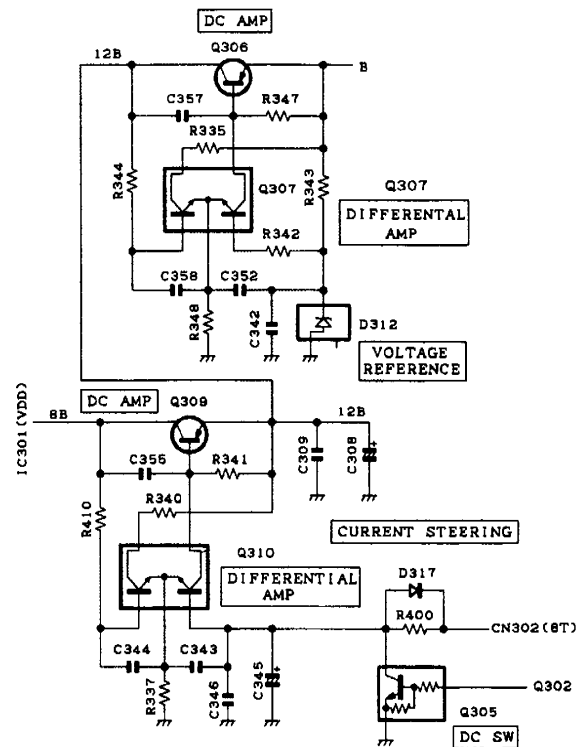 DC AMP
Q306
12B
B
C357
R347
R335
R344
Q307
R343
Q307
DIFFERENTAL
AMP
R342
C358
C352
R348
C342
D312
VOLTAGE
REFERENCE
DC AMP
Q309
IC301(VDD)
8B
12B
C355
R341
C309
C308
+
R340
R410
CURRENT STEERING
Q310
DIFFERENTIAL
AMP
D317
R400
CN302(8T)
C344
C343
R337
C346
C345
+
Q302
Q305
DC SW